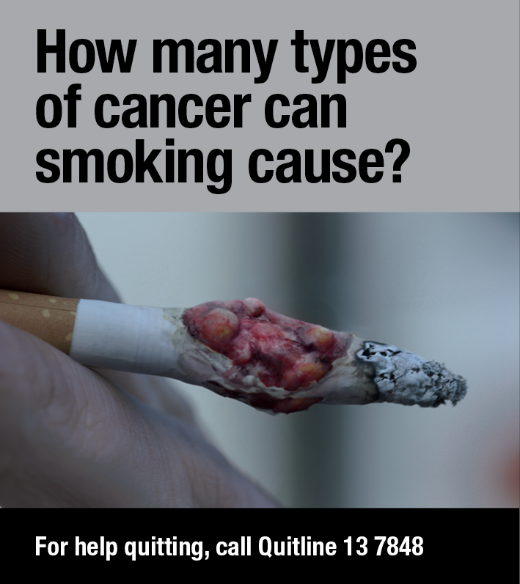 How many types
of cancer can
smoking cause?
For help quitting, call Quitline 13 7848